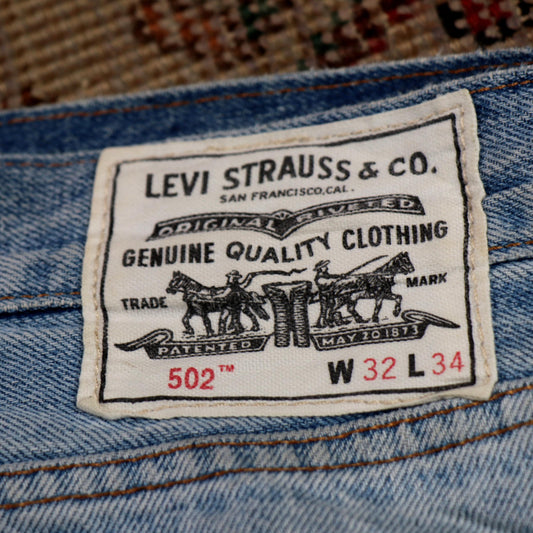 LEVI STRAUSS & CO.
SAN FRANCISCO, CAL.
ORIGINAL RIVETED
GENUINE QUALITY CLOTHING
TRADE MARK
PATENTED MAY 20 1873
502™ W 32 L 34